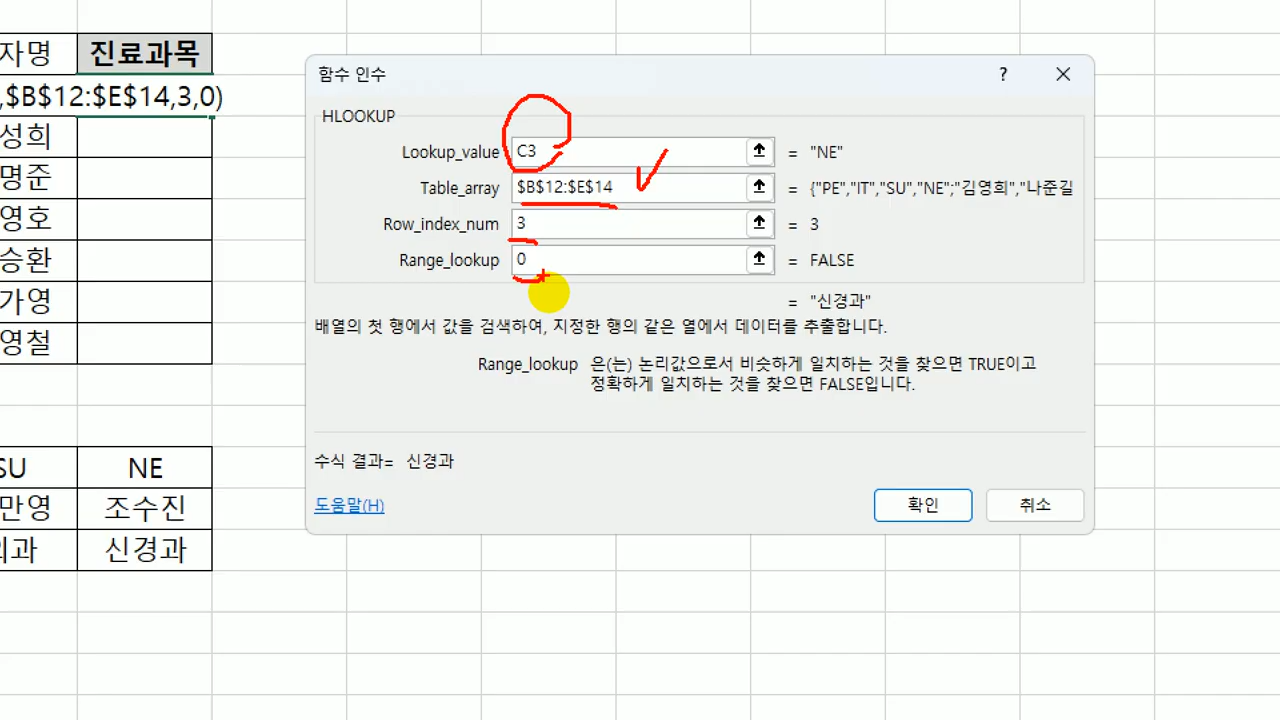 자명 진료과목
,$B$12:$E$14,3,0)
성희
명준
영호
승환
가영
영철
SU NE
만영 조수진
의과 신경과
함수 인수 ?
HLOOKUP
Lookup_value C3 = "NE"
Table_array $B$12:$E$14 = {"PE","IT","SU","NE";"김영희","나준길
Row_index_num 3 = 3
Range_lookup 0 = FALSE
= "신경과"
배열의 첫 행에서 값을 검색하여, 지정한 행의 같은 열에서 데이터를 추출합니다.
Range_lookup 은(는) 논리값으로서 비슷하게 일치하는 것을 찾으면 TRUE이고
정확하게 일치하는 것을 찾으면 FALSE입니다.
수식 결과= 신경과
도움말(H) 확인 취소